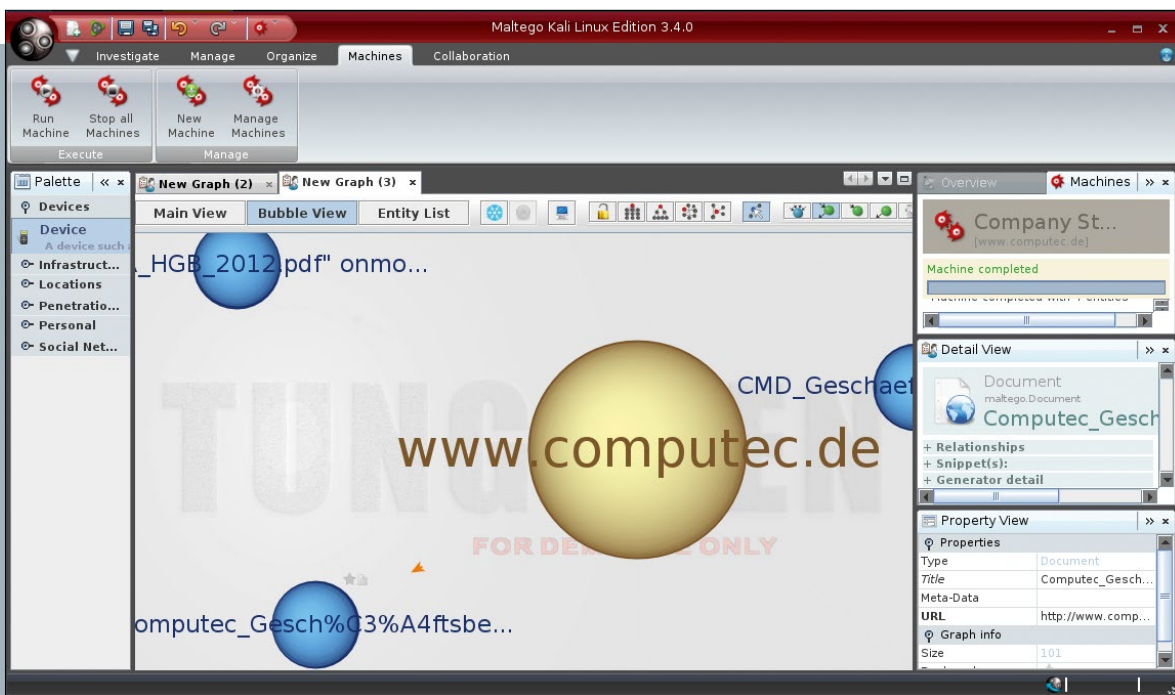 Maltego Kali Linux Edition 3.4.0
Investigate Manage Organize Machines Collaboration
Run Machine
Stop all Machines
New Machine
Manage Machines
Execute
Manage
Palette
Devices
Device
A device such
Infrastruct...
Locations
Penetratio...
Personal
Social Net...
New Graph (2)
New Graph (3)
Main View Bubble View Entity List
_HGB_2012.pdf" onmo...
CMD_Geschaef
www.computec.de
TUNG EN
FOR DE ONLY
omputec_Gesch%C3%A4ftsbe...
Overview
Machines
Company St...
[www.computec.de]
Machine completed
Detail View
Document
maltego.Document
Computec_Gesch
+ Relationships
+ Snippet(s):
+ Generator detail
Property View
Properties
Type Document
Title Computec_Gesch...
Meta-Data
URL http://www.comp...
Graph info
Size 101